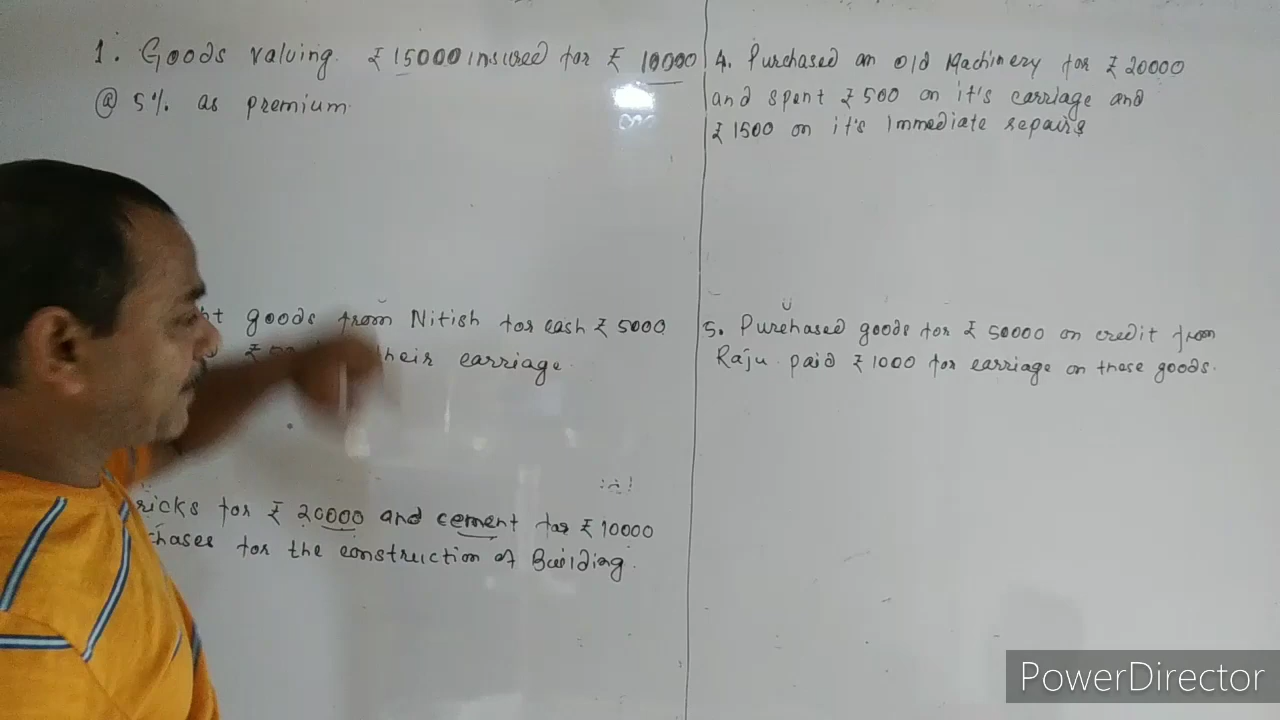 1. Goods valuing ₹ 15000 insured for ₹ 10000
@ 5% as premium
goods from Nitish for cash ₹ 5000
their carriage.
ricks for ₹ 20000 and cement for ₹ 10000
chases for the construction of Building.
4. Purchased an old Machinery for ₹ 20000
and spent ₹ 500 on it's carriage and
₹ 1500 on it's immediate repairs
5. Purchased goods for ₹ 50000 on credit from
Raju. paid ₹ 1000 for carriage on these goods.
PowerDirector